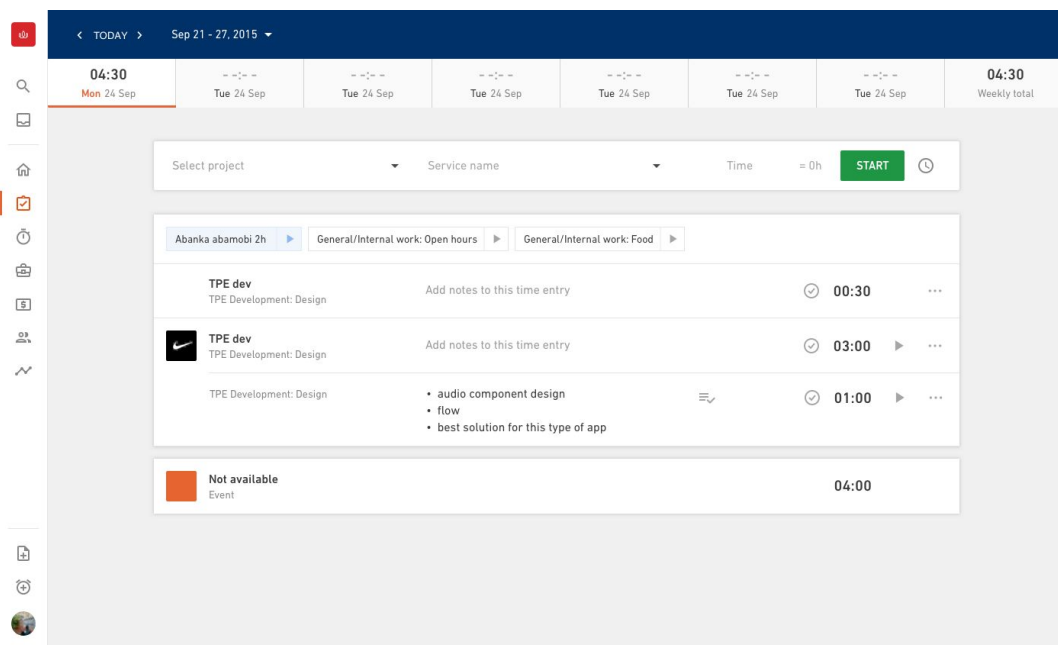 TODAY
Sep 21 - 27, 2015
04:30
Mon 24 Sep
- -:- -
Tue 24 Sep
- -:- -
Tue 24 Sep
- -:- -
Tue 24 Sep
- -:- -
Tue 24 Sep
- -:- -
Tue 24 Sep
- -:- -
Tue 24 Sep
04:30
Weekly total
Select project
Service name
Time
= 0h
START
Abanka abamobi 2h
General/Internal work: Open hours
General/Internal work: Food
TPE dev
TPE Development: Design
Add notes to this time entry
00:30
TPE dev
TPE Development: Design
Add notes to this time entry
03:00
TPE Development: Design
• audio component design
• flow
• best solution for this type of app
01:00
Not available
Event
04:00